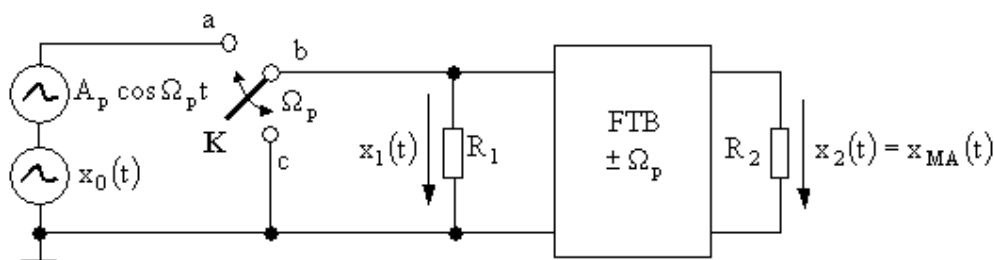 a
b
A_p cos Ω_p t
Ω_p
K
c
x_0(t)
x_1(t)
R_1
FTB
± Ω_p
R_2
x_2(t) = x_MA(t)